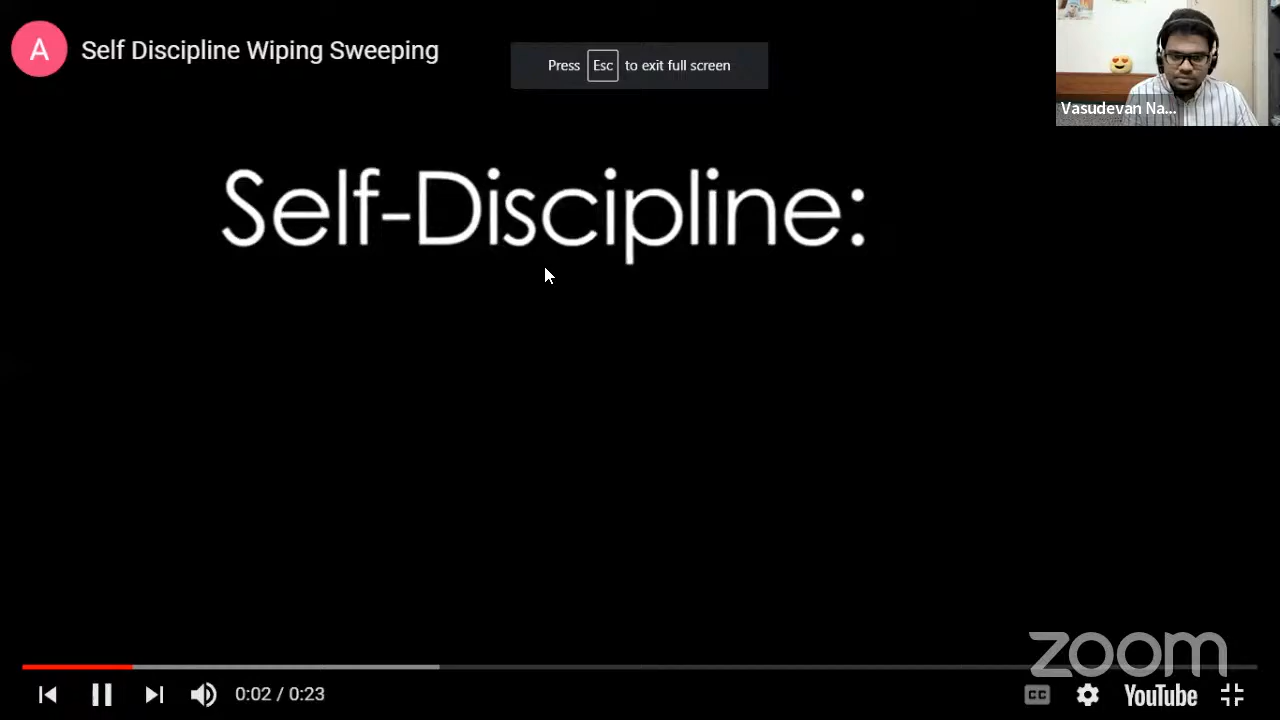 A
Self Discipline Wiping Sweeping
Press Esc to exit full screen
Vasudevan Na...
Self-Discipline:
zoom
0:02 / 0:23
CC
YouTube